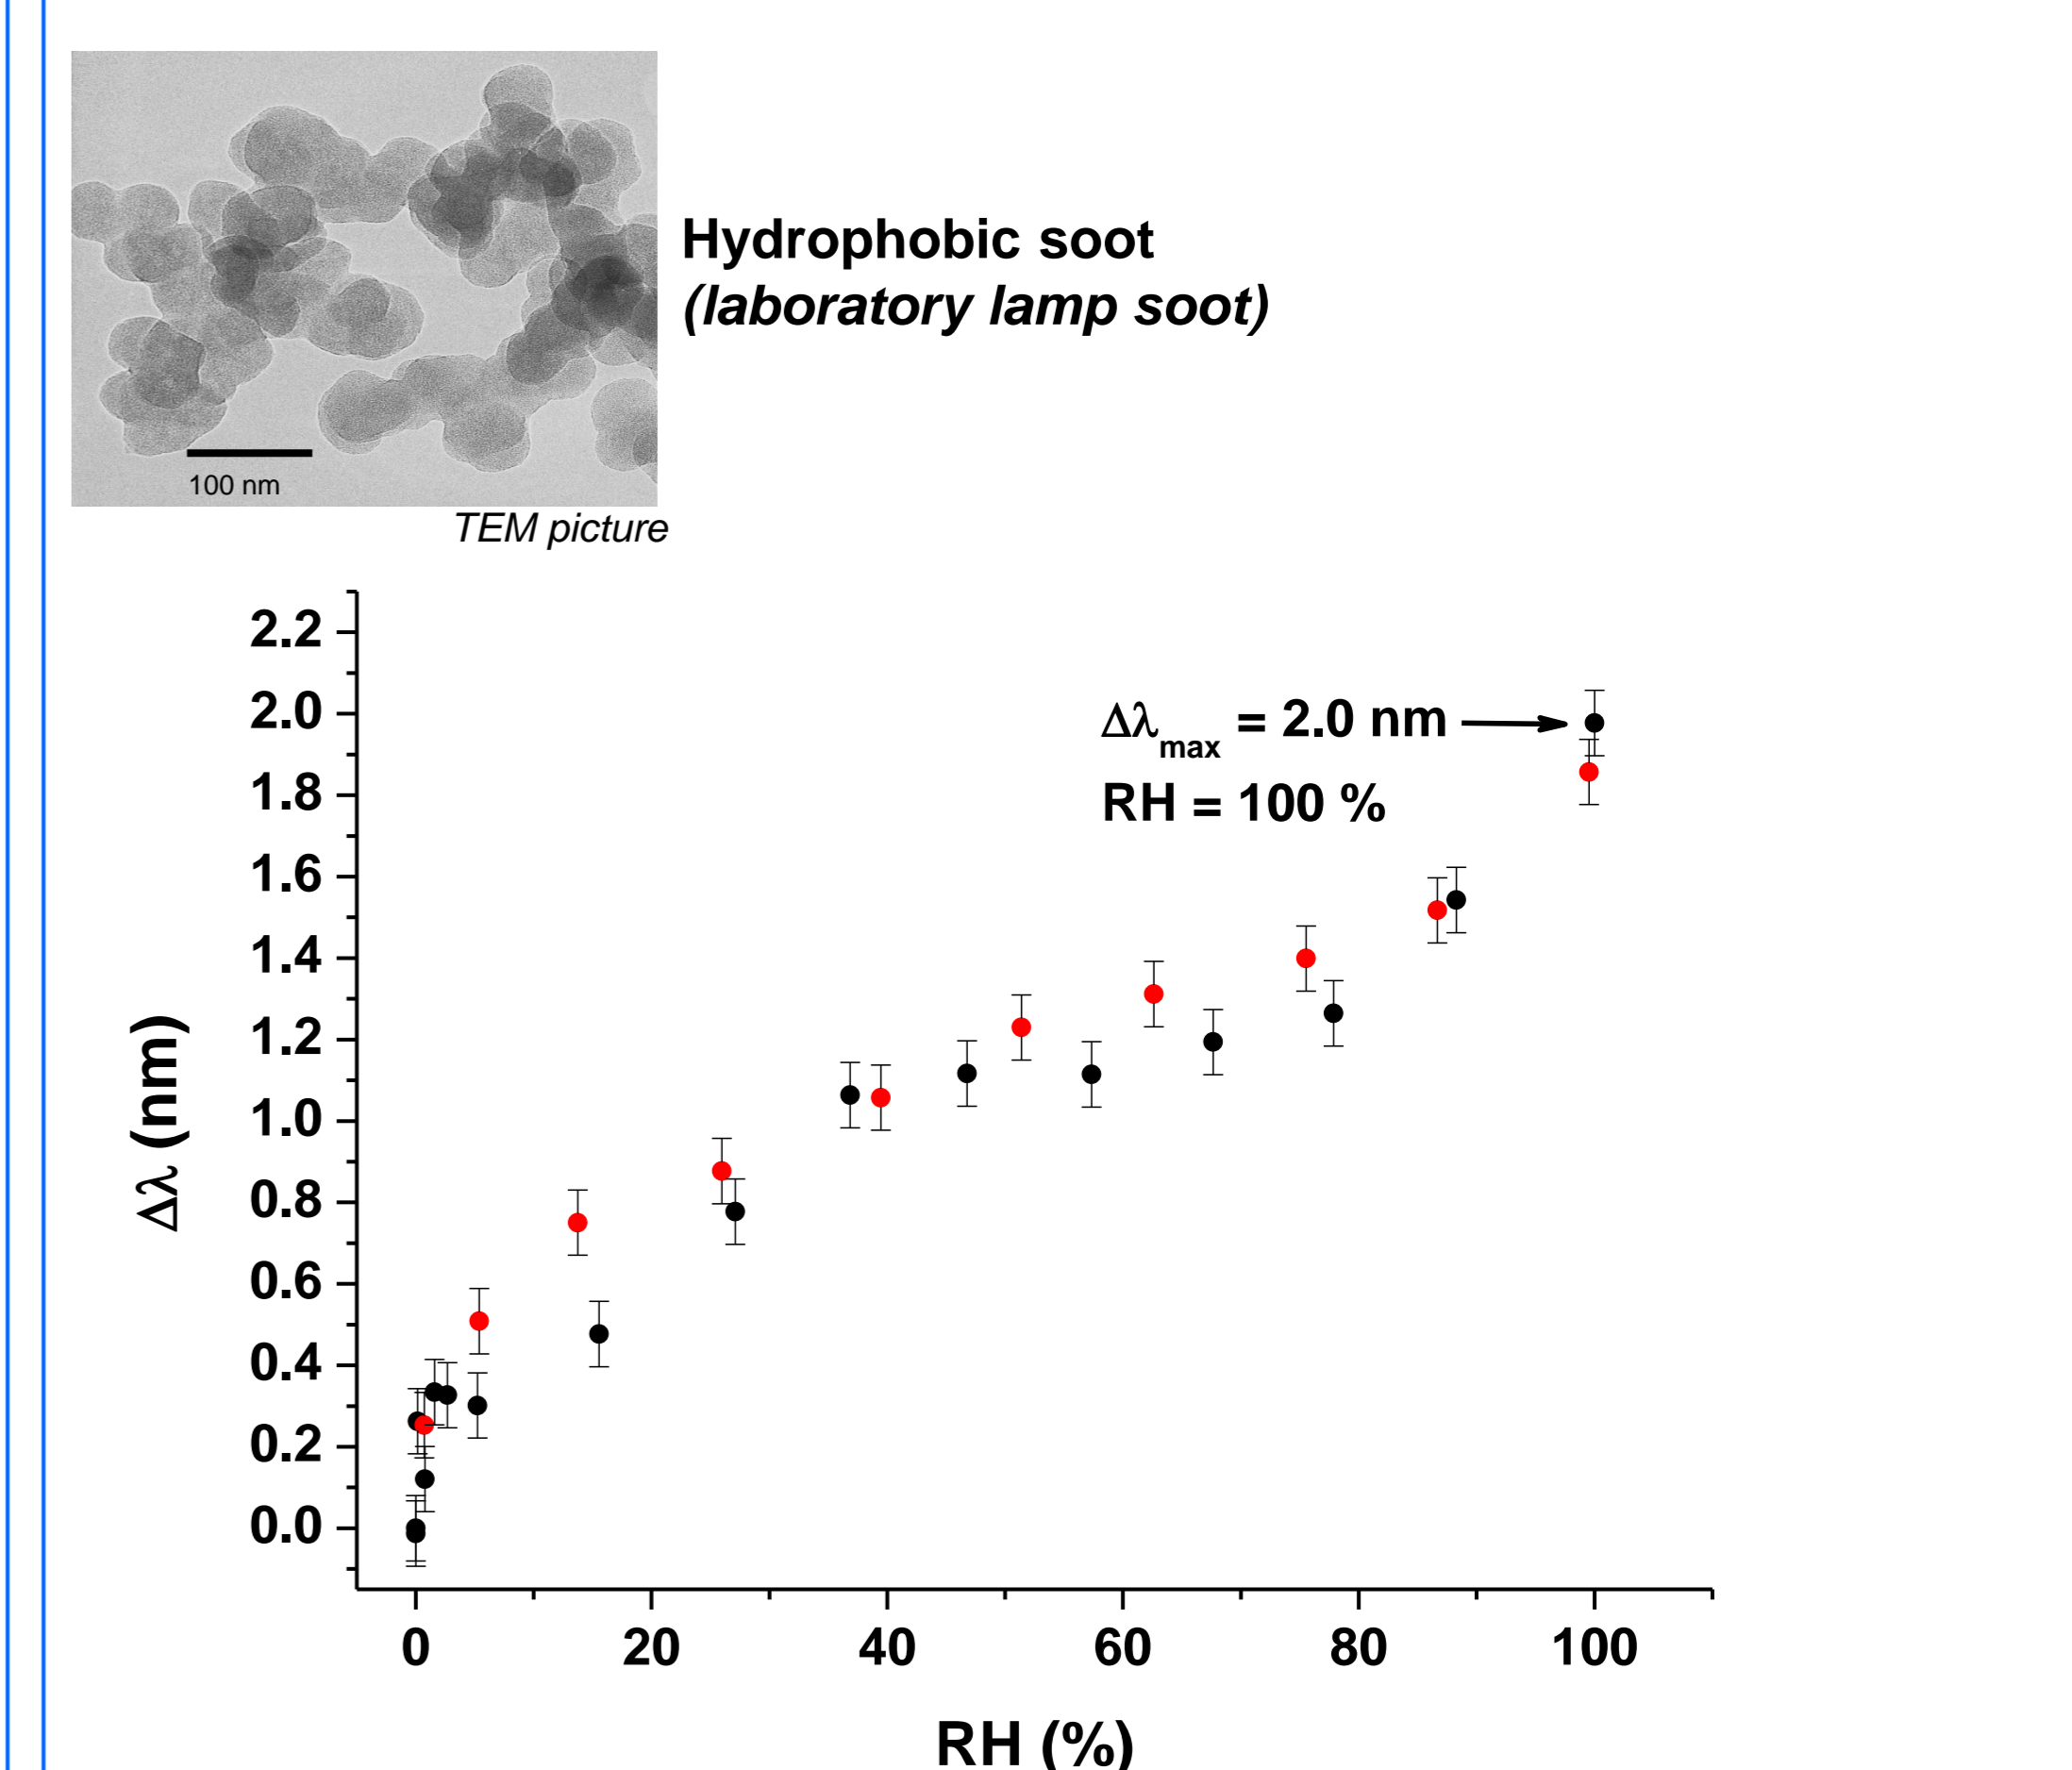 100 nm
TEM picture
Hydrophobic soot
(laboratory lamp soot)
Δλmax = 2.0 nm
RH = 100 %
Δλ (nm)
2.2
2.0
1.8
1.6
1.4
1.2
1.0
0.8
0.6
0.4
0.2
0.0
0 20 40 60 80 100
RH (%)